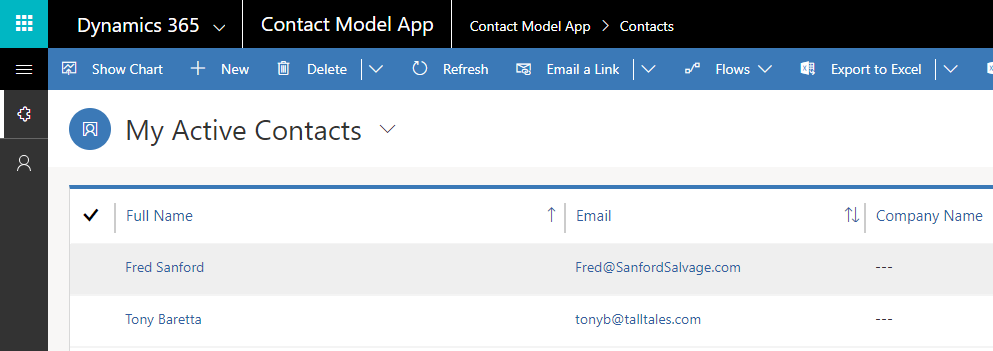 Dynamics 365 Contact Model App Contact Model App > Contacts
Show Chart New Delete Refresh Email a Link Flows Export to Excel
My Active Contacts
Full Name Email Company Name
Fred Sanford Fred@SanfordSalvage.com ---
Tony Baretta tonyb@talltales.com ---